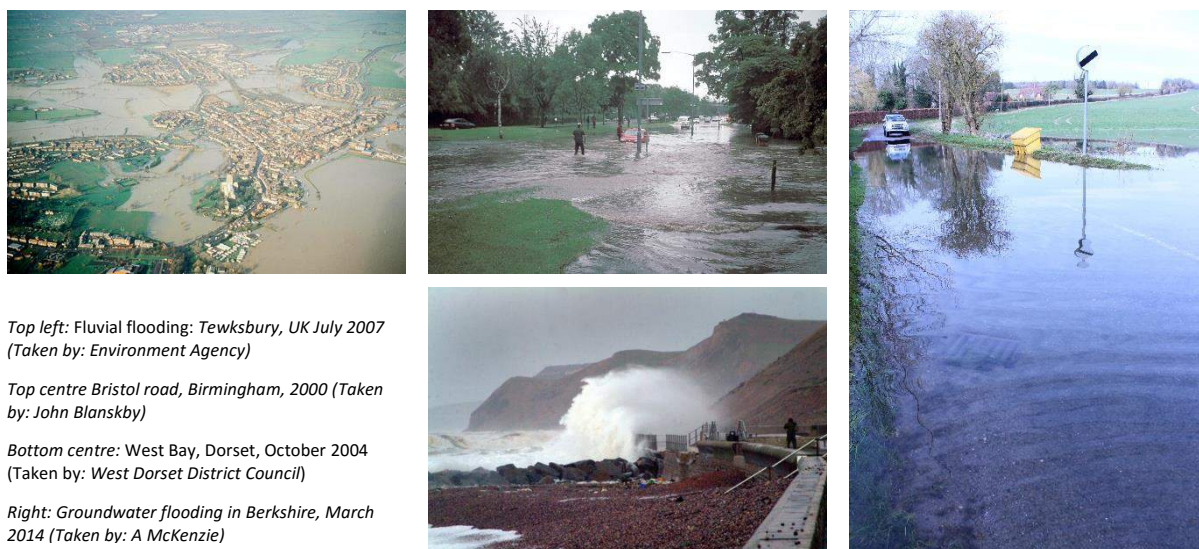 Top left: Fluvial flooding: Tewksbury, UK July 2007
(Taken by: Environment Agency)
Top centre Bristol road, Birmingham, 2000 (Taken
by: John Blanskby)
Bottom centre: West Bay, Dorset, October 2004
(Taken by: West Dorset District Council)
Right: Groundwater flooding in Berkshire, March
2014 (Taken by: A McKenzie)